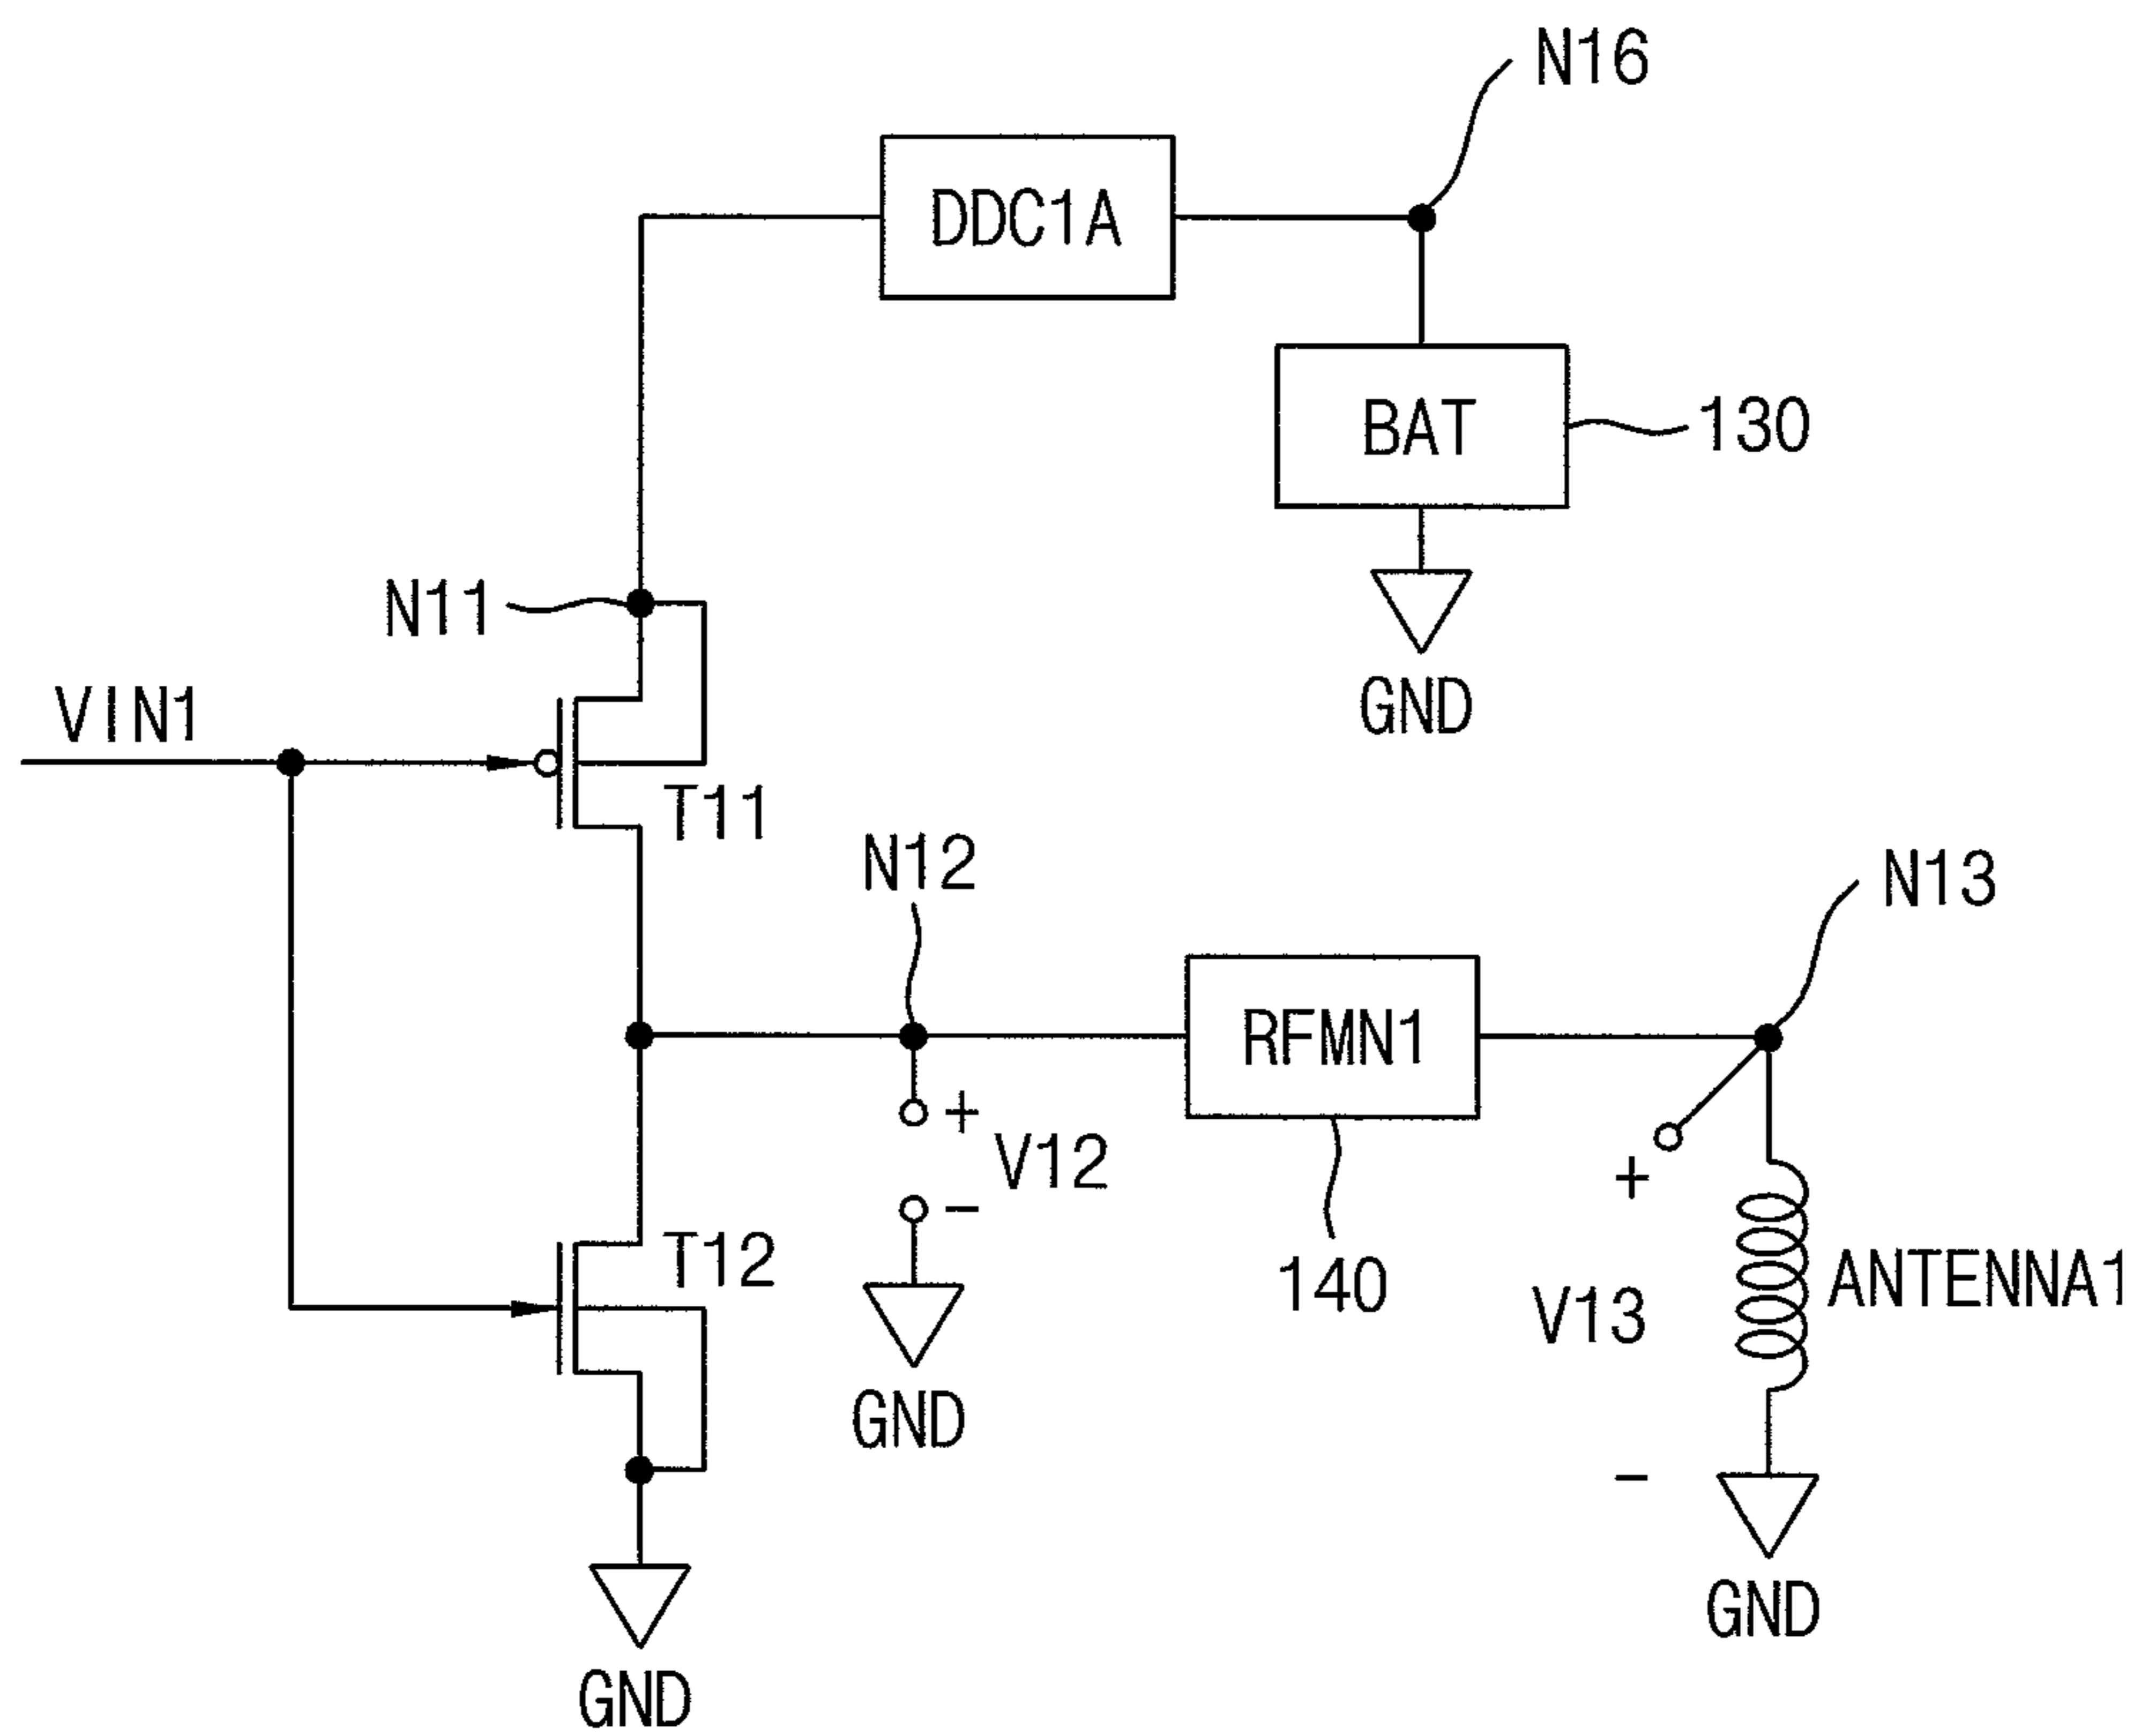 N16
DDC1A
BAT
130
GND
N11
VIN1
T11
N12
N13
RFMN1
+
V12
-
+
T12
140
V13
ANTENNA1
GND
-
GND
GND